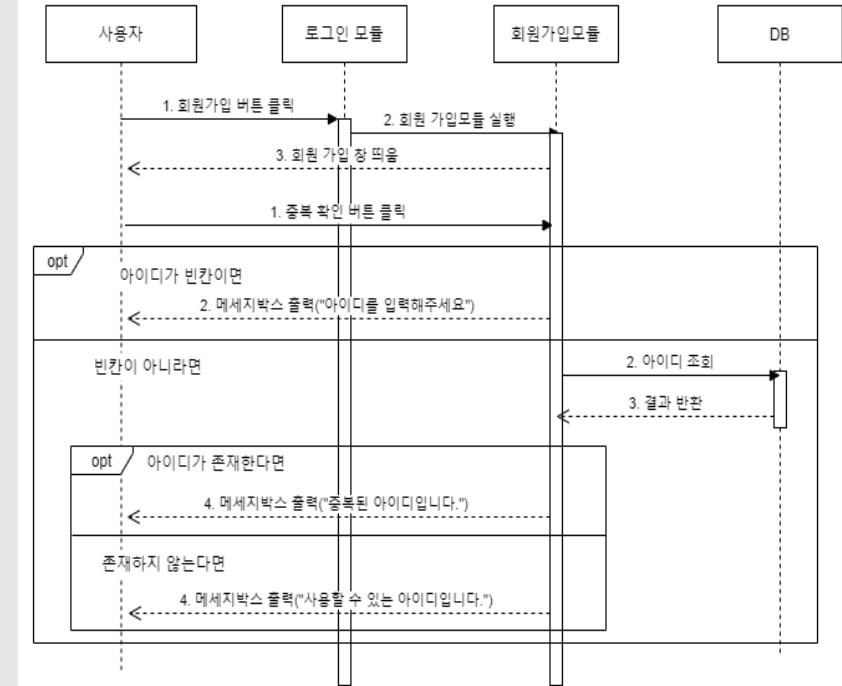 사용자
로그인 모듈
회원가입모듈
DB
1. 회원가입 버튼 클릭
2. 회원 가입모듈 실행
3. 회원 가입 창 띄움
1. 중복 확인 버튼 클릭
opt
아이디가 빈칸이면
2. 메세지박스 출력("아이디를 입력해주세요")
빈칸이 아니라면
2. 아이디 조회
3. 결과 반환
opt
아이디가 존재한다면
4. 메세지박스 출력("중복된 아이디입니다.")
존재하지 않는다면
4. 메세지박스 출력("사용할 수 있는 아이디입니다.")